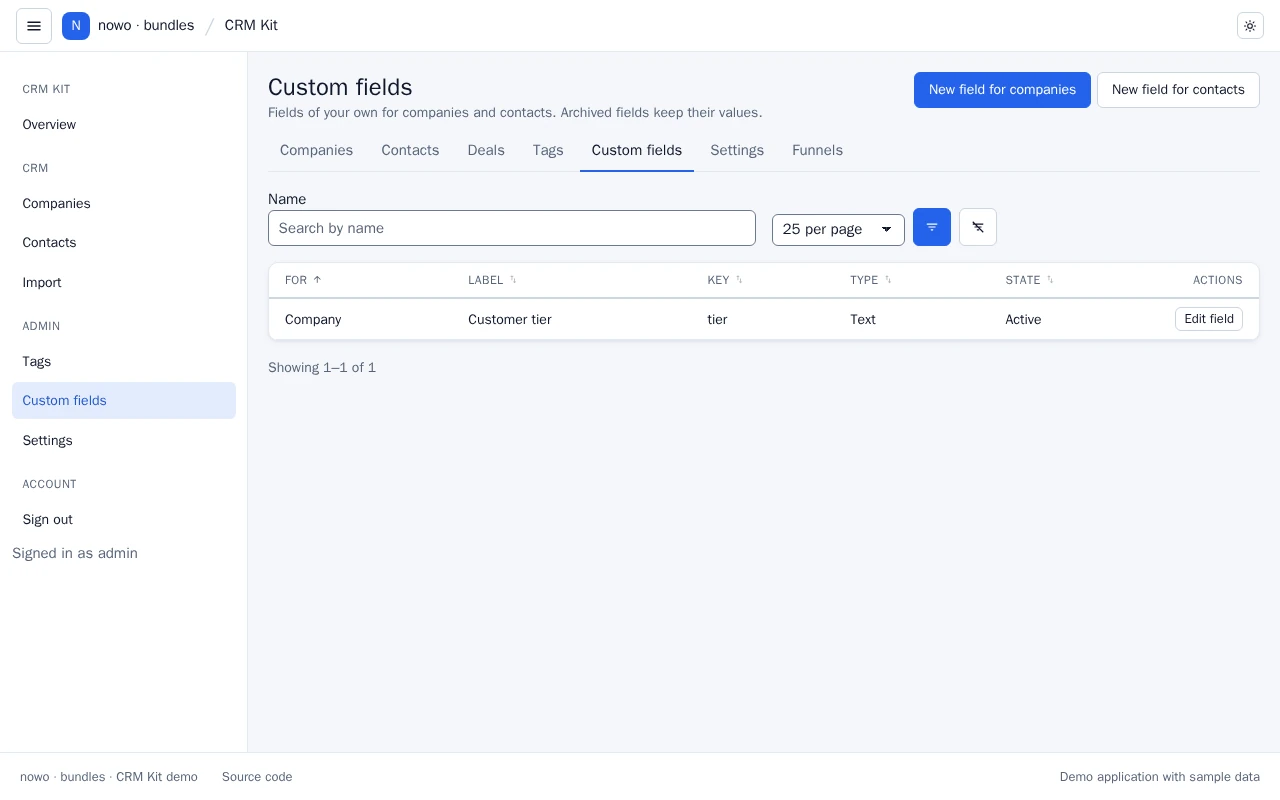 N nowo · bundles / CRM Kit
CRM KIT
Overview
CRM
Companies
Contacts
Import
ADMIN
Tags
Custom fields
Settings
ACCOUNT
Sign out
Signed in as admin
Custom fields
Fields of your own for companies and contacts. Archived fields keep their values.
New field for companies
New field for contacts
Companies Contacts Deals Tags Custom fields Settings Funnels
Name
Search by name
25 per page
FOR ↑ LABEL KEY TYPE STATE ACTIONS
Company Customer tier tier Text Active Edit field
Showing 1–1 of 1
nowo · bundles · CRM Kit demo Source code Demo application with sample data